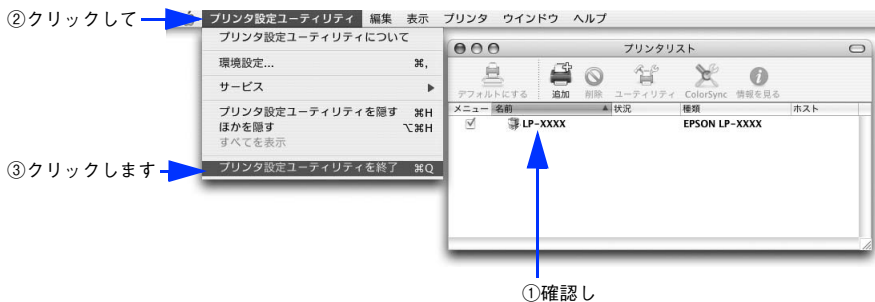 ②クリックして
プリンタ設定ユーティリティ 編集 表示 プリンタ ウインドウ ヘルプ
プリンタ設定ユーティリティについて
環境設定... ⌘,
サービス ▶
プリンタ設定ユーティリティを隠す ⌘H
ほかを隠す ⌥⌘H
すべてを表示
プリンタ設定ユーティリティを終了 ⌘Q
③クリックします
プリンタリスト
デフォルトにする 追加 削除 ユーティリティ ColorSync 情報を見る
メニュー 名前 ▲ 状況 種類 ホスト
LP-XXXX EPSON LP-XXXX
①確認し